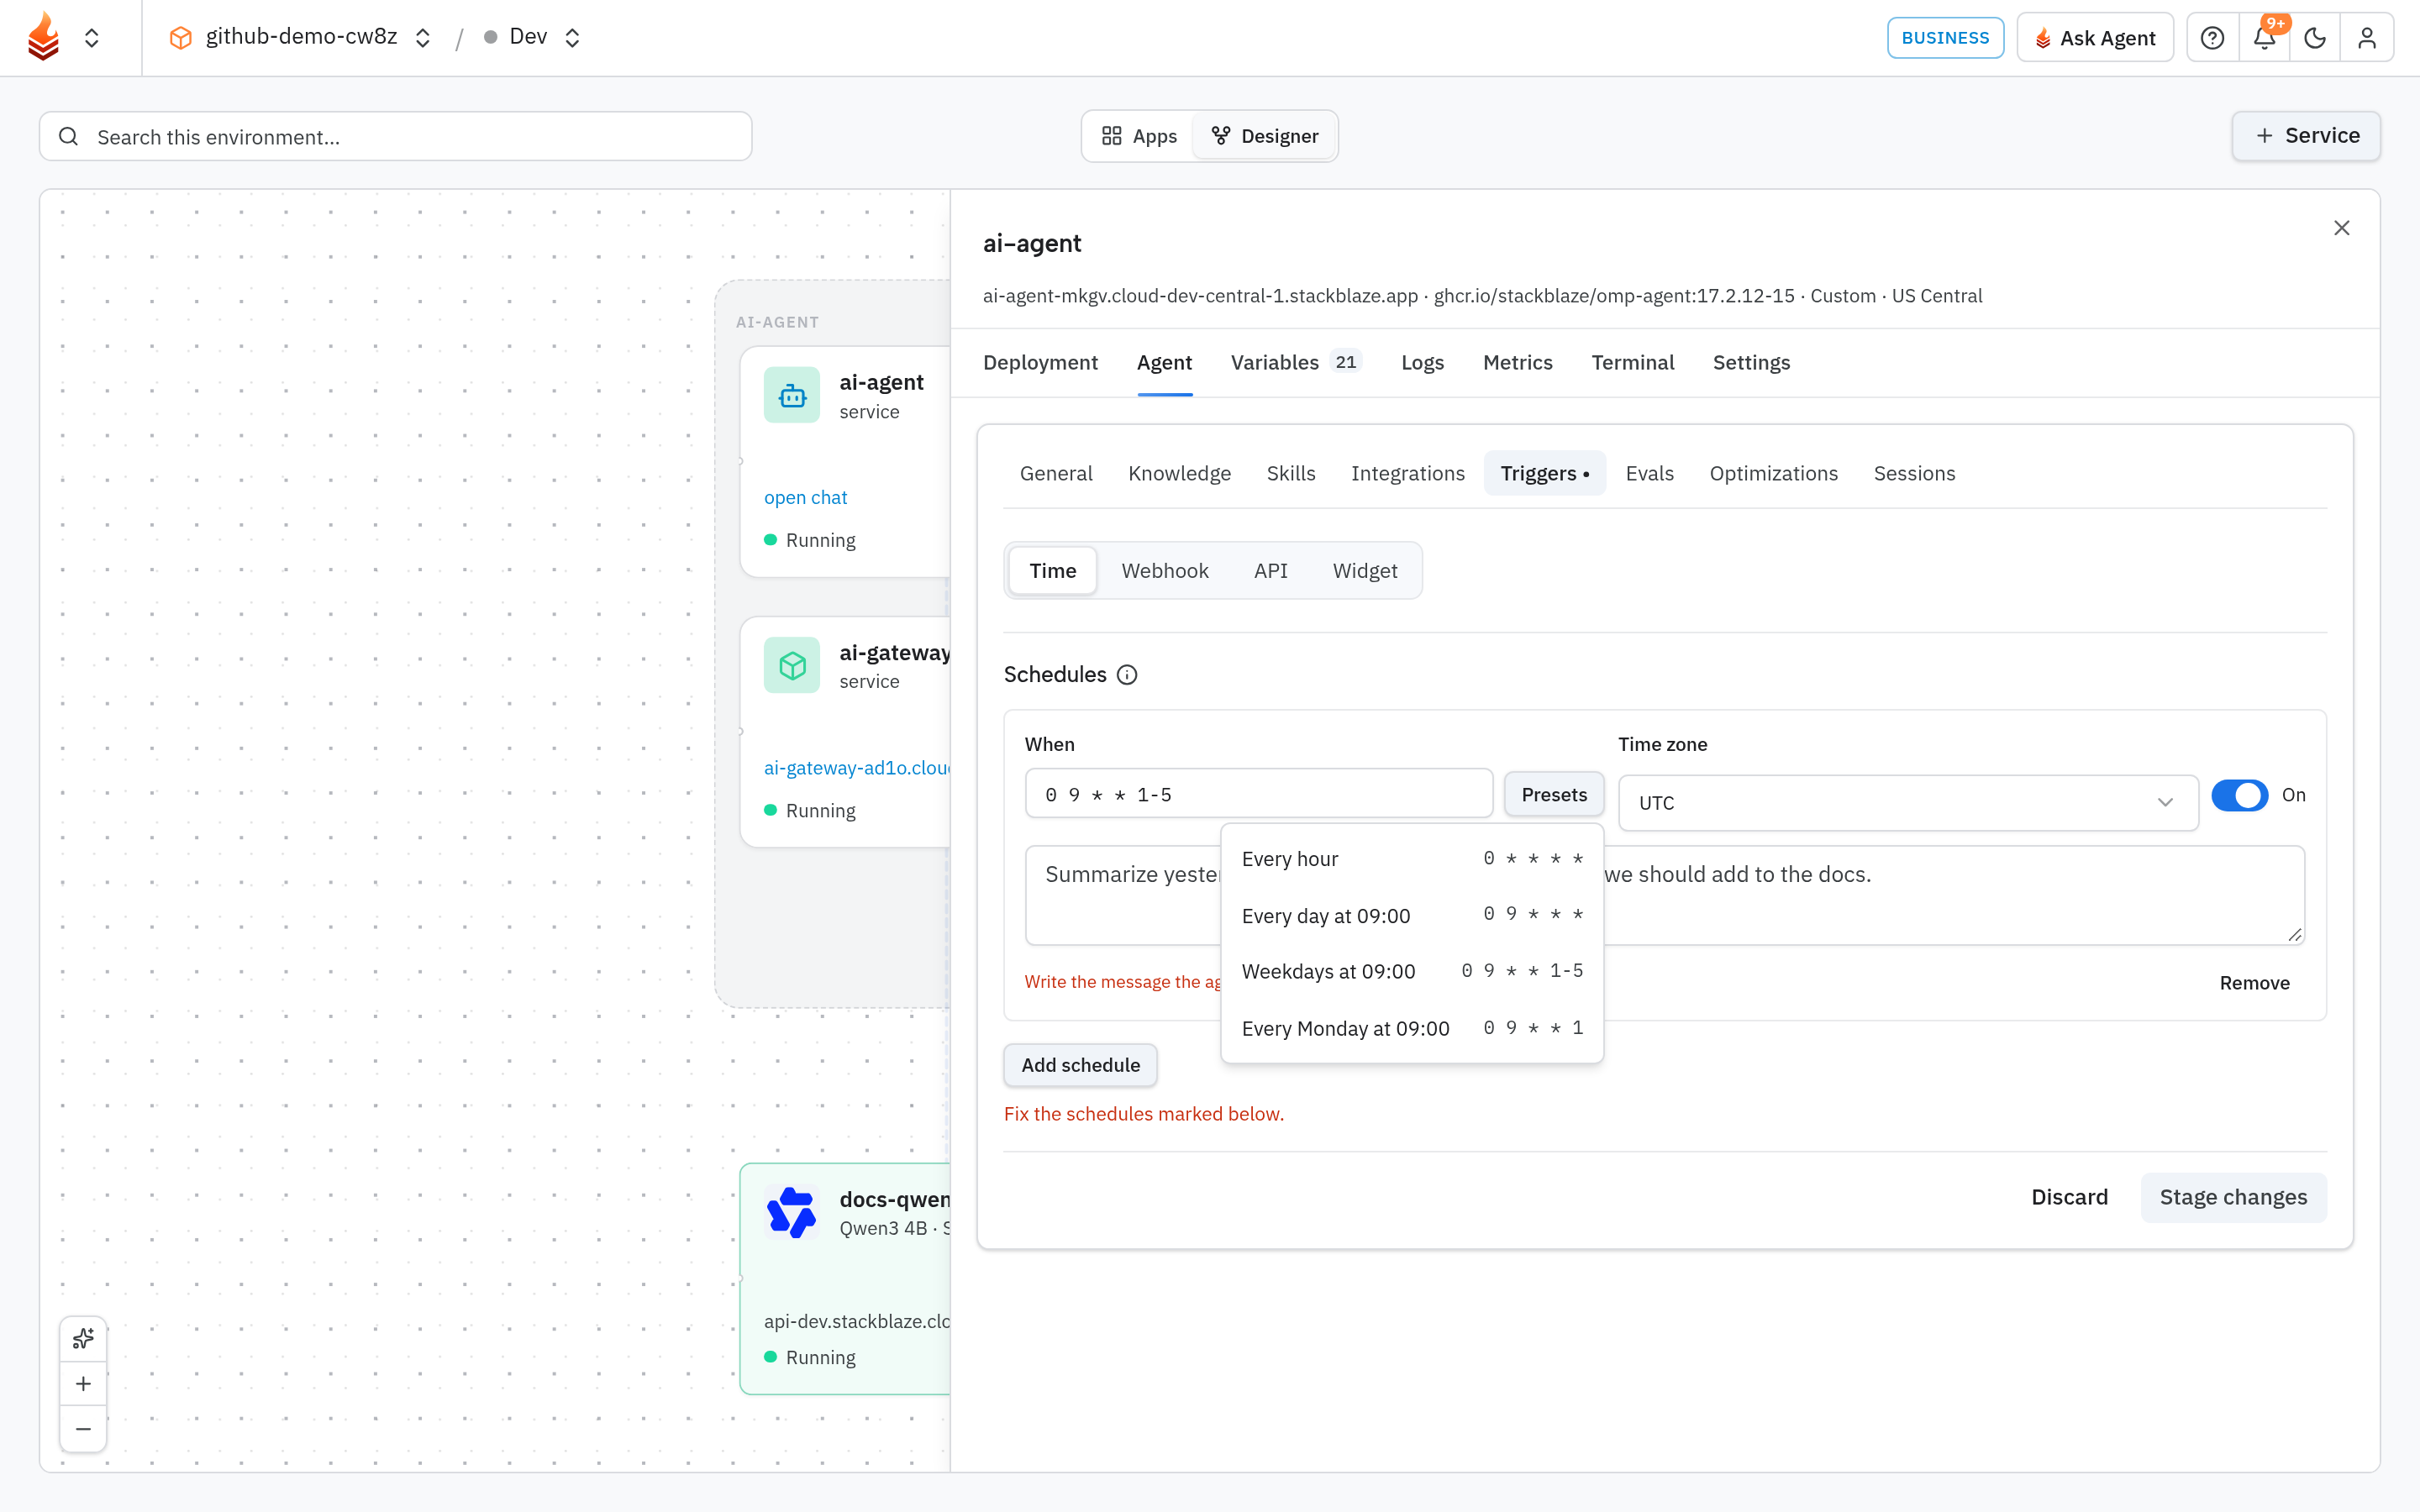 github-demo-cw8z / Dev
BUSINESS
Ask Agent
9+
Search this environment...
Apps
Designer
+ Service
AI-AGENT
ai-agent
service
open chat
Running
ai-gateway
service
ai-gateway-ad1o.clou
Running
docs-qwen
Qwen3 4B · S
api-dev.stackblaze.clo
Running
ai-agent
ai-agent-mkgv.cloud-dev-central-1.stackblaze.app · ghcr.io/stackblaze/omp-agent:17.2.12-15 · Custom · US Central
Deployment Agent Variables 21 Logs Metrics Terminal Settings
General Knowledge Skills Integrations Triggers • Evals Optimizations Sessions
Time Webhook API Widget
Schedules
When
Time zone
0 9 * * 1-5
Presets
UTC
On
Every hour 0 * * * *
Every day at 09:00 0 9 * * *
Weekdays at 09:00 0 9 * * 1-5
Every Monday at 09:00 0 9 * * 1
Summarize yester we should add to the docs.
Write the message the ag
Remove
Add schedule
Fix the schedules marked below.
Discard
Stage changes